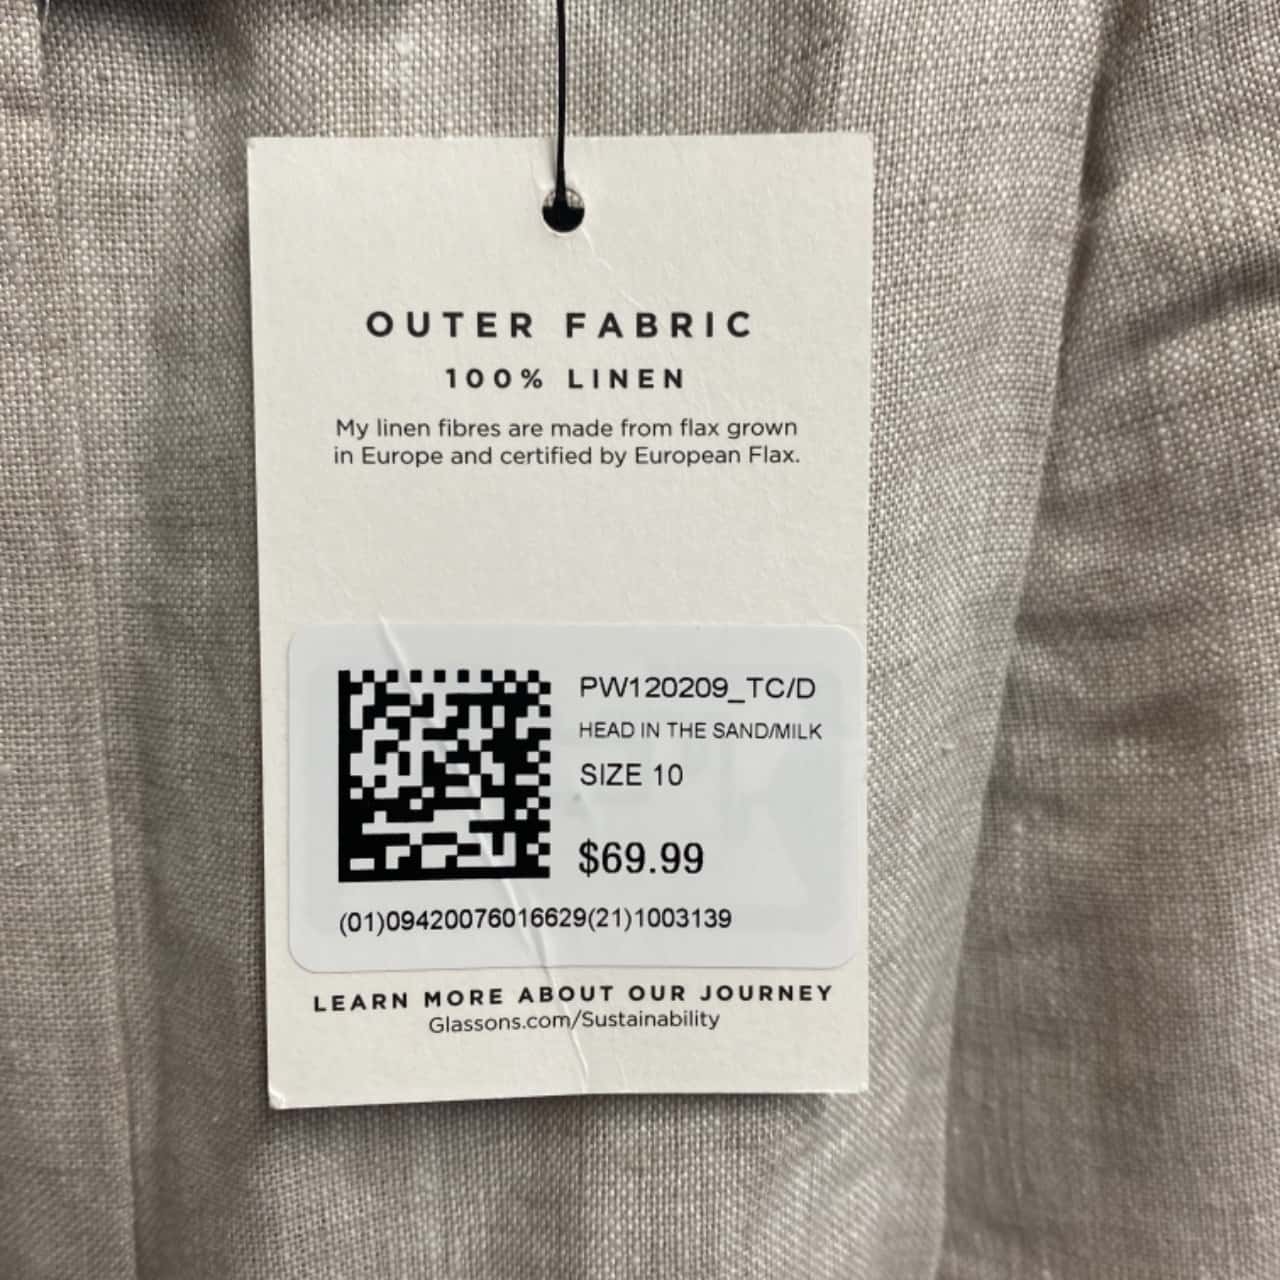 OUTER FABRIC
100% LINEN
My linen fibres are made from flax grown
in Europe and certified by European Flax.
PW120209_TC/D
HEAD IN THE SAND/MILK
SIZE 10
$69.99
(01)09420076016629(21)1003139
LEARN MORE ABOUT OUR JOURNEY
Glassons.com/Sustainability